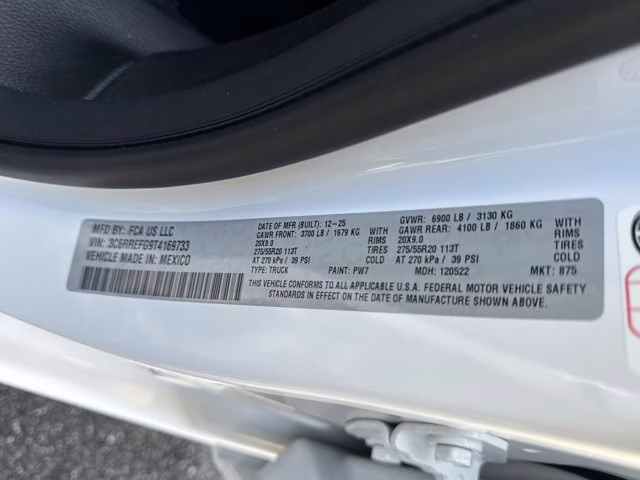 MFD BY: FCA US LLC
VIN: 3C6RREFG9T4169733
VEHICLE MADE IN: MEXICO
DATE OF MFR (BUILT): 12-25
GAWR FRONT: 3700 LB / 1679 KG WITH
20X9.0 RIMS
275/55R20 113T TIRES
AT 270 kPa / 39 PSI COLD
TYPE: TRUCK PAINT: PW7
GVWR: 6900 LB / 3130 KG
GAWR REAR: 4100 LB / 1860 KG WITH
20X9.0 RIMS
275/55R20 113T TIRES
AT 270 kPa / 39 PSI COLD
MDH: 120522 MKT: B75
THIS VEHICLE CONFORMS TO ALL APPLICABLE U.S.A. FEDERAL MOTOR VEHICLE SAFETY
STANDARDS IN EFFECT ON THE DATE OF MANUFACTURE SHOWN ABOVE.